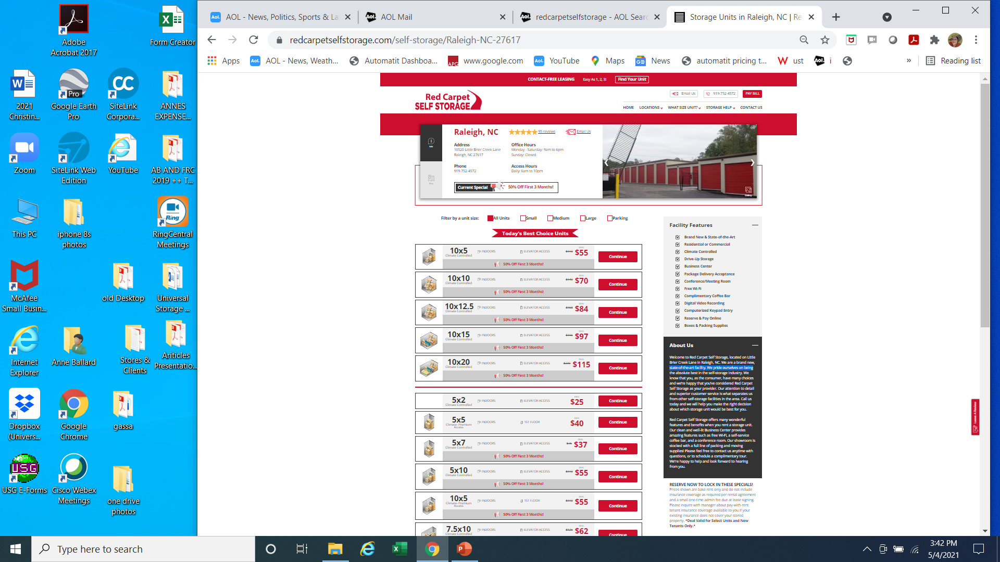 Adobe
Acrobat 2017
Form Creator
2021
Christin...
Google Earth
Pro
SiteLink
Corpora...
ANNES
EXPENSE...
Zoom
SiteLink Web
Edition
YouTube
AB AND FRC
2019 ++ T...
This PC
iphone 8s
photos
RingCentral
Meetings
McAfee
Small Busin...
old Desktop
Universal
Storage ...
Internet
Explorer
Anne Ballard
Stores &
Clients
Ariticles
Presentatio...
Dropbox
(Univers...
Google
Chrome
gassa
USG E-Forms
Cisco Webex
Meetings
one drive
photos
AOL - News, Politics, Sports & La
AOL Mail
redcarpetselfstorage - AOL Searc
Storage Units in Raleigh, NC | Re
redcarpetselfstorage.com/self-storage/Raleigh-NC-27617
Apps
AOL - News, Weath...
Automatit Dashboa...
www.google.com
YouTube
Maps
News
automatit pricing t...
ust
i
»
Reading list
CONTACT-FREE LEASING Easy As 1, 2, 3! Find Your Unit
Red Carpet
SELF STORAGE
Email Us 919-752-4572 PAY BILL
HOME LOCATIONS WHAT SIZE UNIT? STORAGE HELP CONTACT US
Info
Map
Raleigh, NC 95 reviews Email Us
Address
10520 Little Brier Creek Lane
Raleigh, NC 27617
Office Hours
Monday - Saturday: 9am to 6pm
Sunday: Closed
Phone
919-752-4572
Access Hours
Daily: 6am to 10pm
Current Special 50% Off First 3 Months!
Gallery
Filter by a unit size: All Units Small Medium Large Parking
Today's Best Choice Units
10x5 INDOORS ELEVATOR ACCESS $110 $55 Continue
Climate Controlled
50% Off First 3 Months!
10x10 INDOORS ELEVATOR ACCESS $140 $70 Continue
Climate Controlled
50% Off First 3 Months!
10x12.5 INDOORS ELEVATOR ACCESS $168 $84 Continue
Climate Controlled
50% Off First 3 Months!
10x15 INDOORS ELEVATOR ACCESS $97 Continue
Climate Controlled
50% Off First 3 Months!
10x20 INDOORS ELEVATOR ACCESS $115 Continue
Climate Controlled
50% Off First 3 Months!
5x2 INDOORS ELEVATOR ACCESS $25 Continue
Climate Controlled
5x5 INDOORS 1ST FLOOR $40 Continue
Climate- Premium
Access
5x7 INDOORS ELEVATOR ACCESS $37 Continue
Climate Controlled
50% Off First 3 Months!
5x10 INDOORS ELEVATOR ACCESS $110 $55 Continue
Climate Controlled
50% Off First 3 Months!
10x5 INDOORS 1ST FLOOR $110 $55 Continue
Climate- Premium
Access
50% Off First 3 Months!
7.5x10 INDOORS ELEVATOR ACCESS $62 Continue
Climate Controlled
Facility Features
Brand New & State-of-the-Art
Residential or Commercial
Climate Controlled
Drive-Up Storage
Business Center
Package Delivery Acceptance
Conference/Meeting Room
Free Wi-Fi
Complimentary Coffee Bar
Digital Video Recording
Computerized Keypad Entry
Reserve & Pay Online
Boxes & Packing Supplies
About Us
Welcome to Red Carpet Self Storage, located on Little
Brier Creek Lane in Raleigh, NC. We are a brand new,
state-of-the-art facility. We pride ourselves on being
the absolute best in the self-storage industry. We
know that you, as the consumer, have many choices
and we're happy that you've considered Red Carpet
Self Storage as your provider. Our attention to detail
and superior customer service is what separates us
from other self-storage facilities in the area. Call us
today and we will help you make the right decision
about which storage unit would be best for you.
Red Carpet Self Storage offers many wonderful
features and benefits when you rent a storage unit.
Our clean and well-lit Business Center provides
amazing features such as free Wi-Fi, a self-service
coffee bar, and a conference room. Our showroom is
stocked with a full line of packing and moving
supplies! Please feel free to contact us anytime with
questions, or to schedule a complimentary tour.
We're happy to help and look forward to hearing
from you.
RESERVE NOW TO LOCK IN THESE SPECIALS!
Prices shown are base rent only and do not include
insurance coverage as required per rental agreement
and a small one-time admin fee due at lease signing.
Please inquire with manager about pay-with-rent
tenant insurance coverage available to you if your
existing insurance does not cover your stored
property. *Deal Valid for Select Units and New
Tenants Only.*
Leave A Review
Type here to search
3:42 PM
5/4/2021